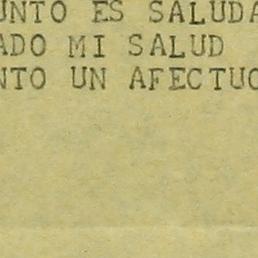 UNTO ES SALUDA
ADO MI SALUD
NTO UN AFECTUO